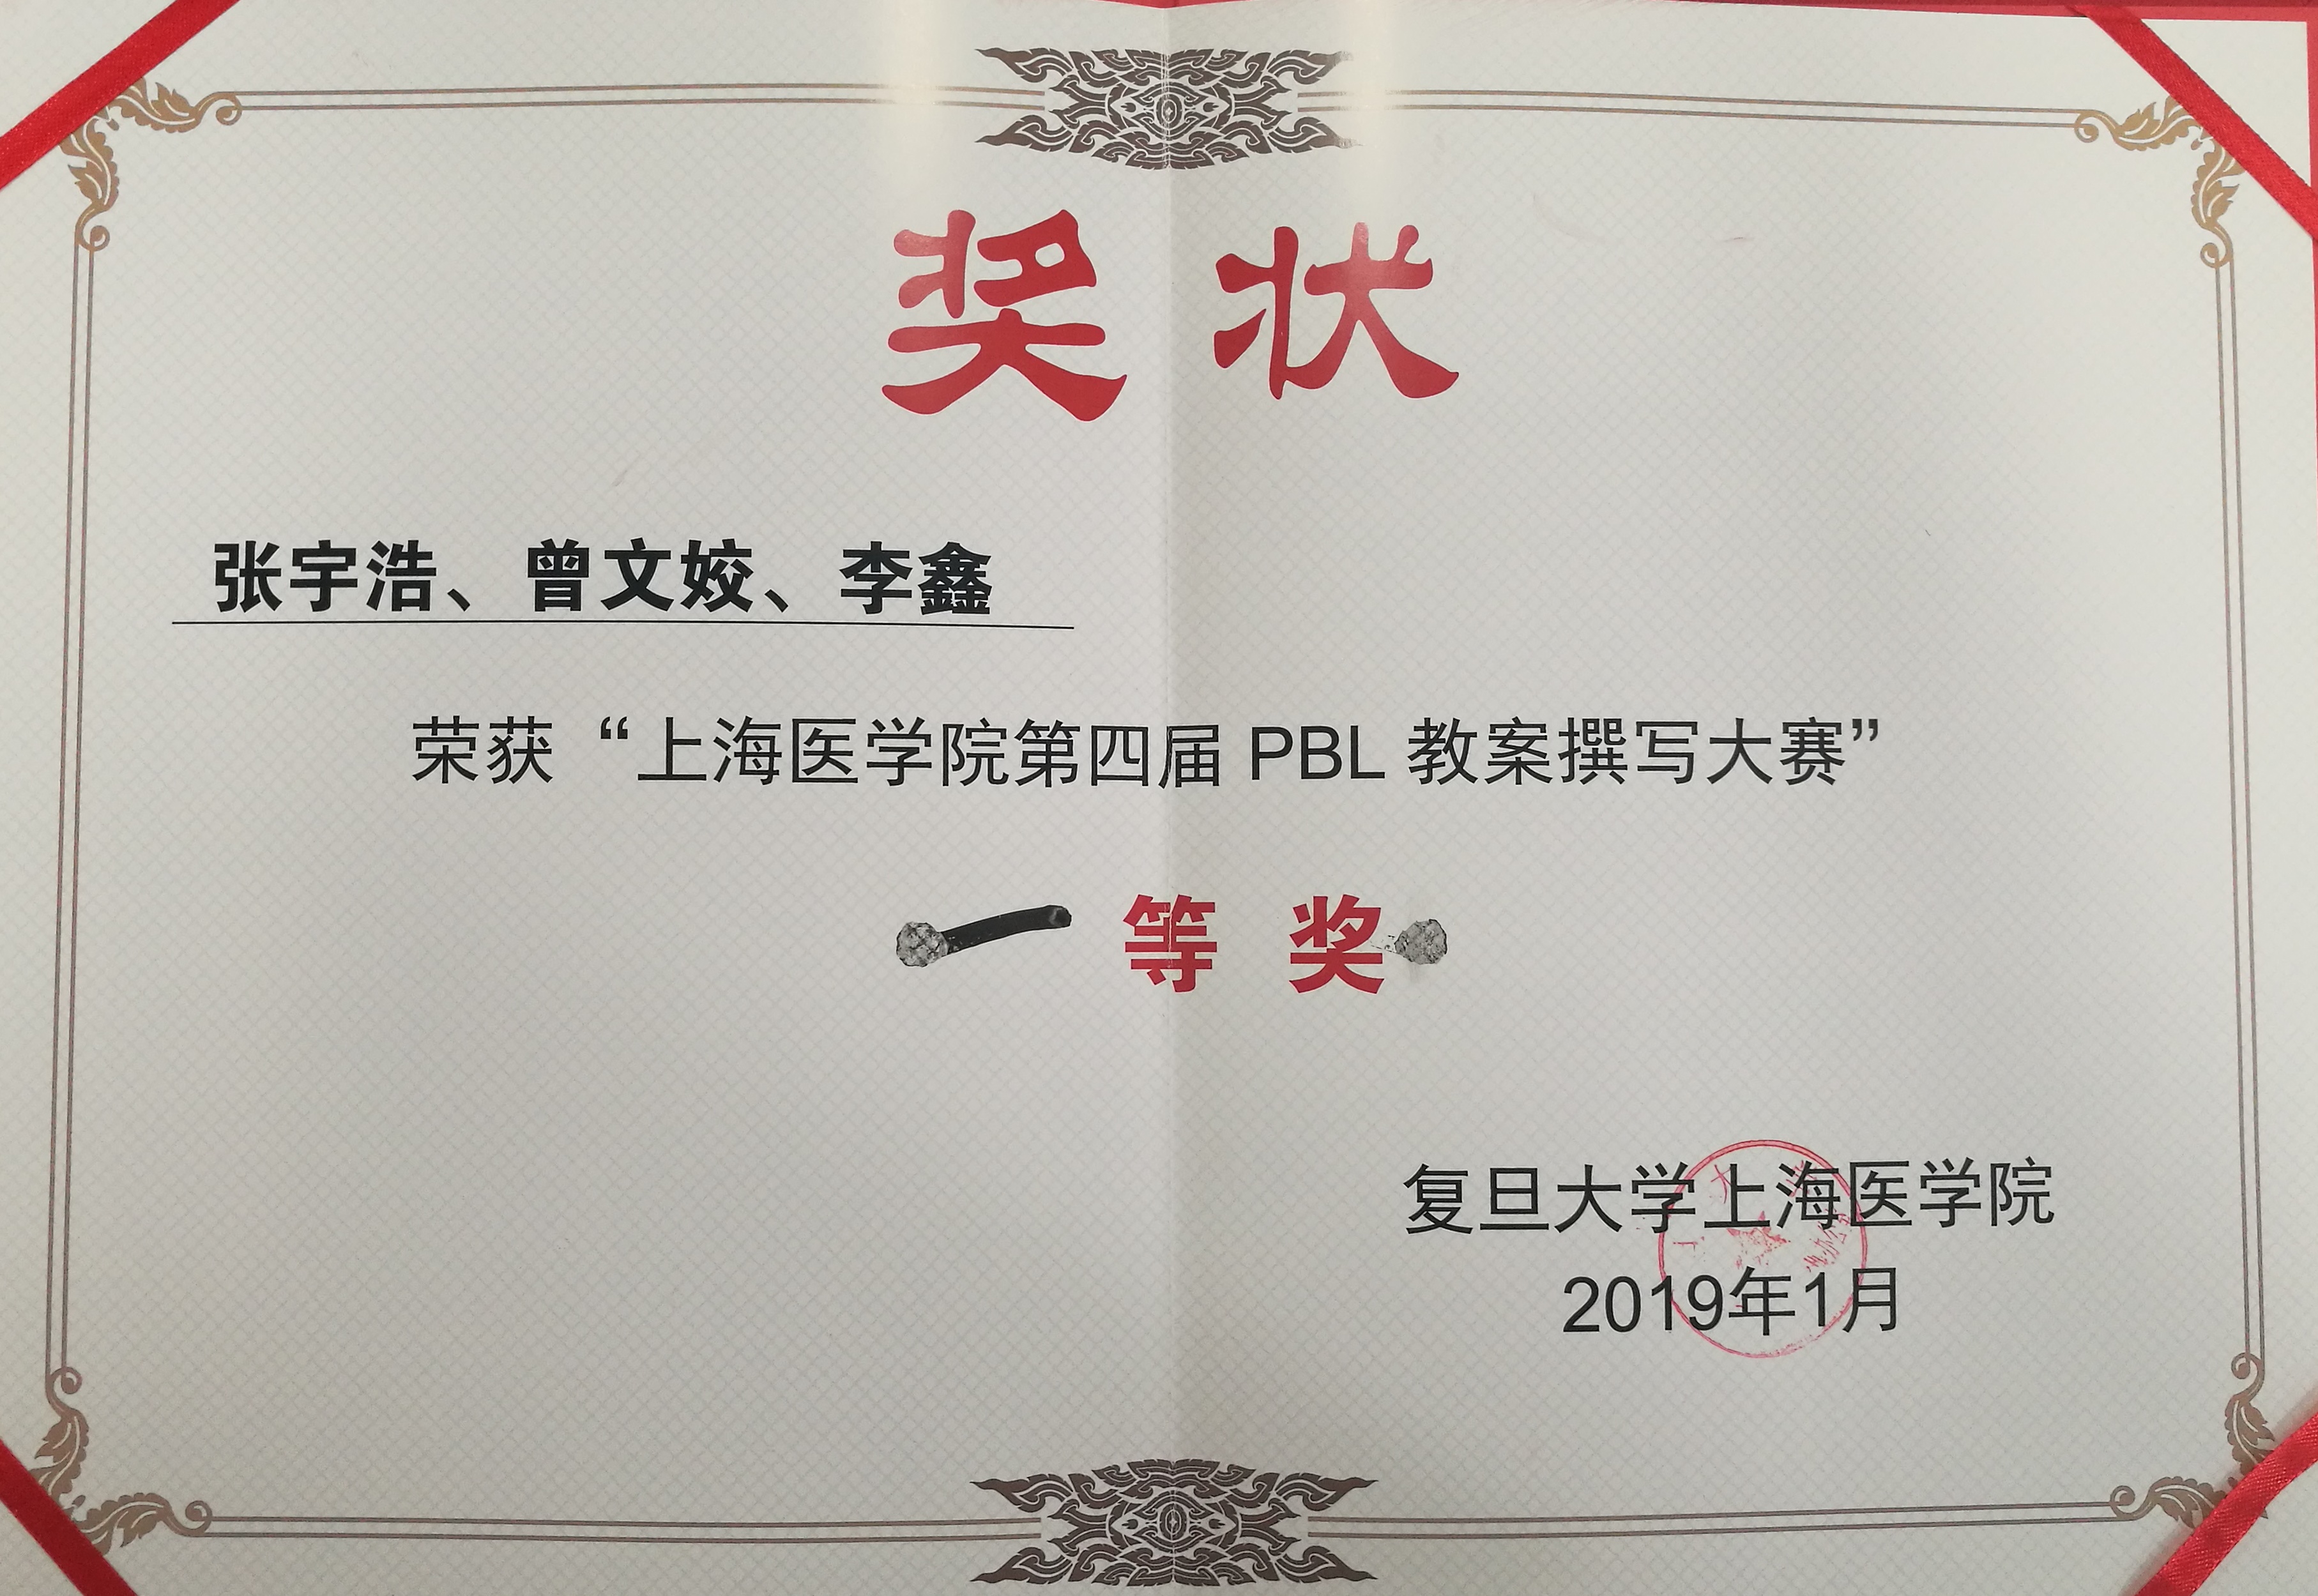 奖状
张宇浩、曾文姣、李鑫
荣获“上海医学院第四届 PBL 教案撰写大赛”
等奖
复旦大学上海医学院
2019年1月